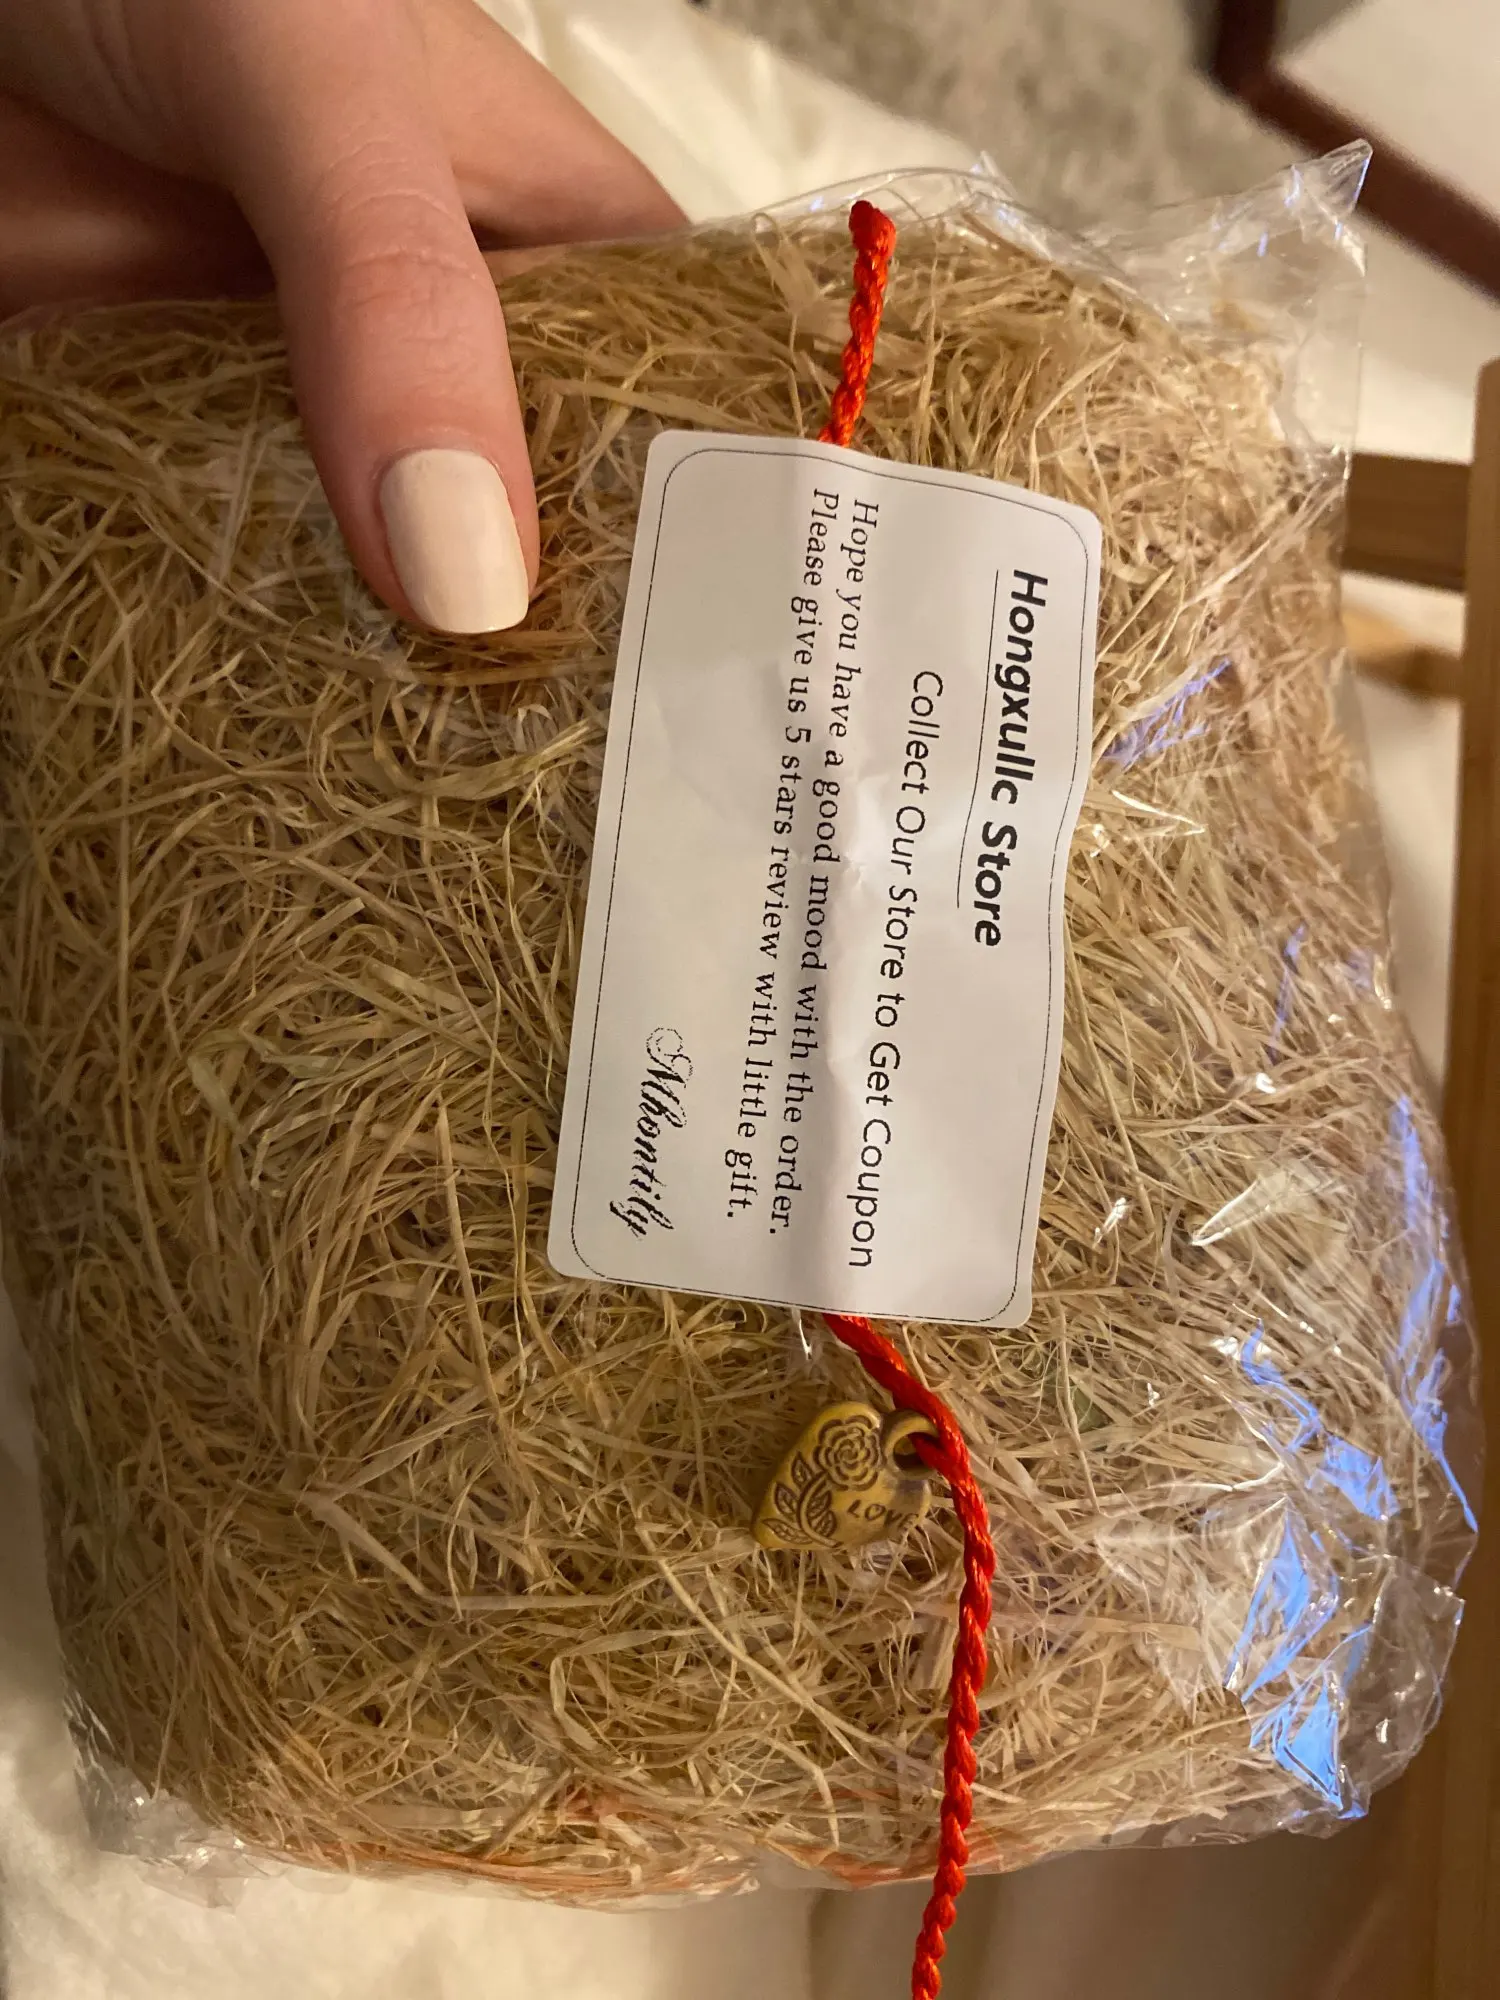 Hongxullc Store
Collect Our Store to Get Coupon
Hope you have a good mood with the order.
Please give us 5 stars review with little gift.
Mhontily
LOVE